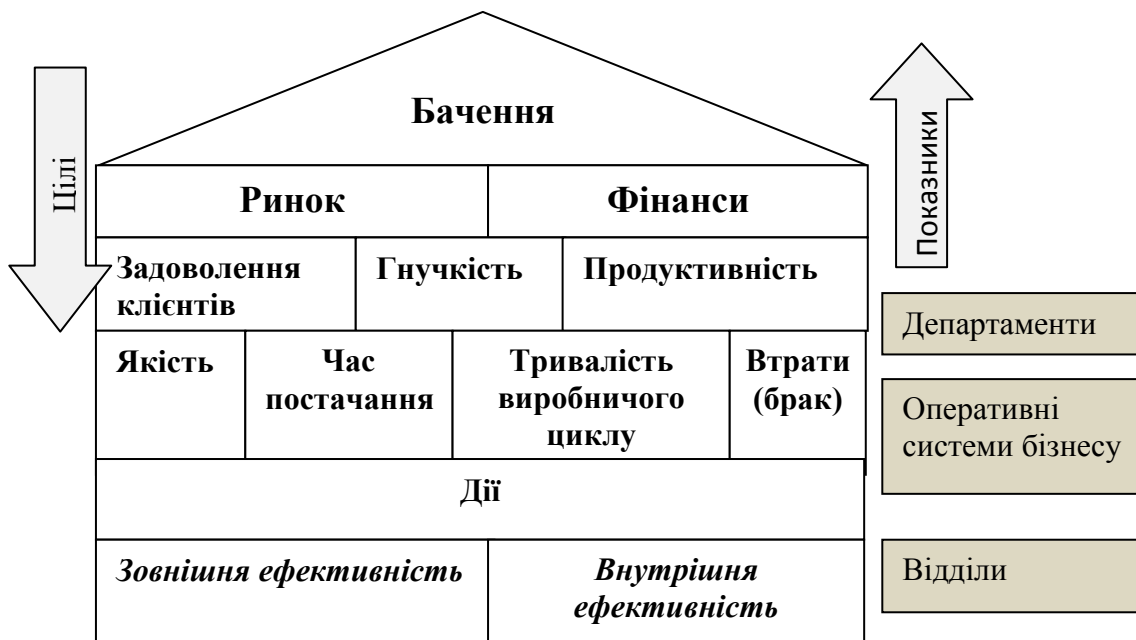 Бачення
Цілі
Показники
Ринок
Фінанси
Задоволення
клієнтів
Гнучкість
Продуктивність
Департаменти
Якість
Час
постачання
Тривалість
виробничого
циклу
Втрати
(брак)
Оперативні
системи бізнесу
Дії
Зовнішня ефективність
Внутрішня
ефективність
Відділи